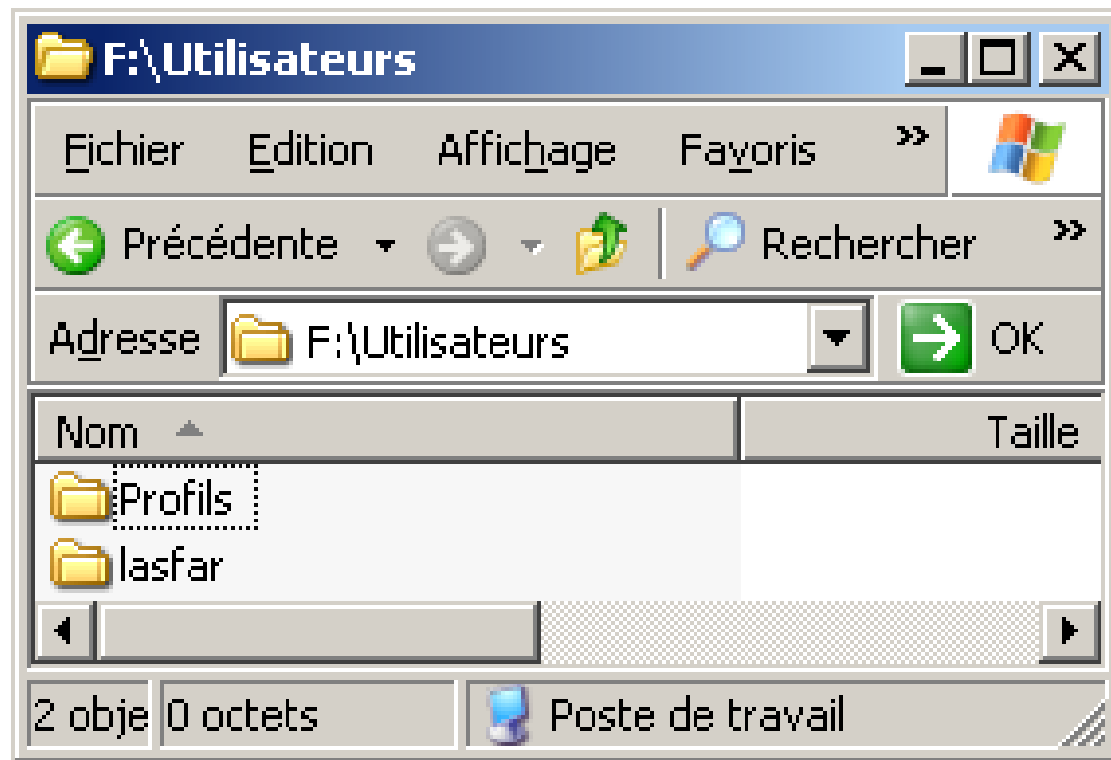 F:\Utilisateurs
Fichier Edition Affichage Favoris »
Précédente Rechercher »
Adresse F:\Utilisateurs OK
Nom Taille
Profils
lasfar
2 obje 0 octets Poste de travail